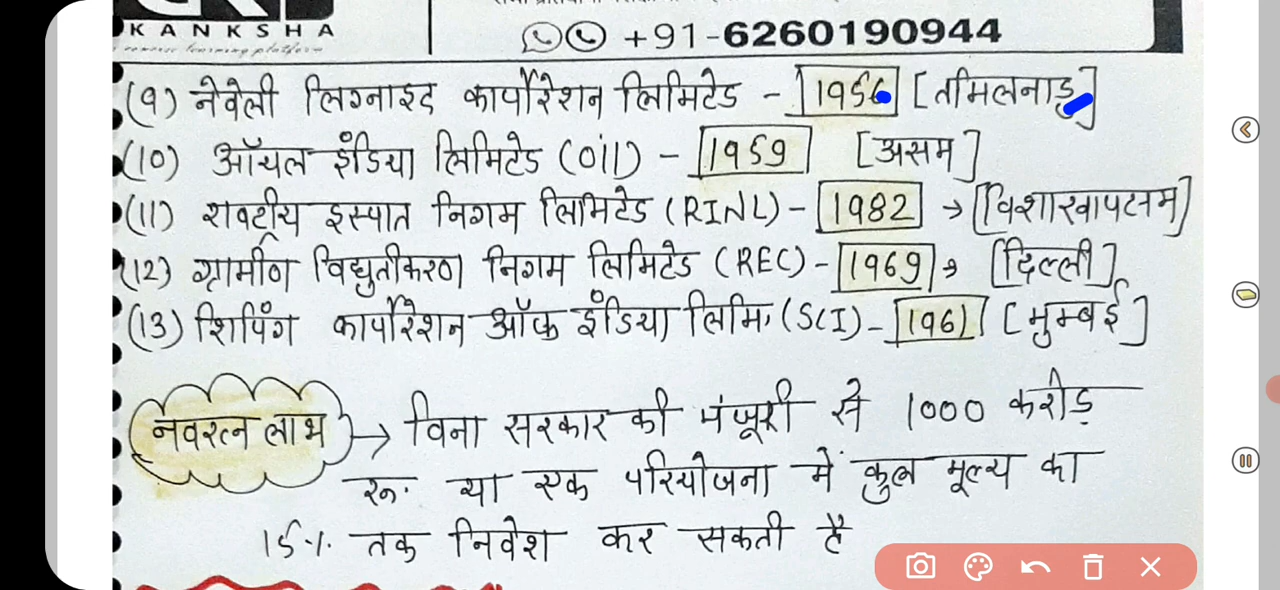 KANKSHA
+91-6260190944
(9) नेवेली लिग्नाइट कार्पोरेशन लिमिटेड - 1956 [तमिलनाडु]
(10) ऑयल इंडिया लिमिटेड (Oil) - 1959 [असम]
(11) राष्ट्रीय इस्पात निगम लिमिटेड (RINL) - 1982 → [विशाखापटनम]
(12) ग्रामीण विद्युतीकरण निगम लिमिटेड (REC) - 1969 → [दिल्ली]
(13) शिपिंग कार्पोरेशन ऑफ इंडिया लिमि. (SCI) - 1961 [मुम्बई]
नवरत्न लाभ → विना सरकार की मंजूरी से 1000 करोड़
रू. या एक परियोजना में कुल मूल्य का
15% तक निवेश कर सकती है